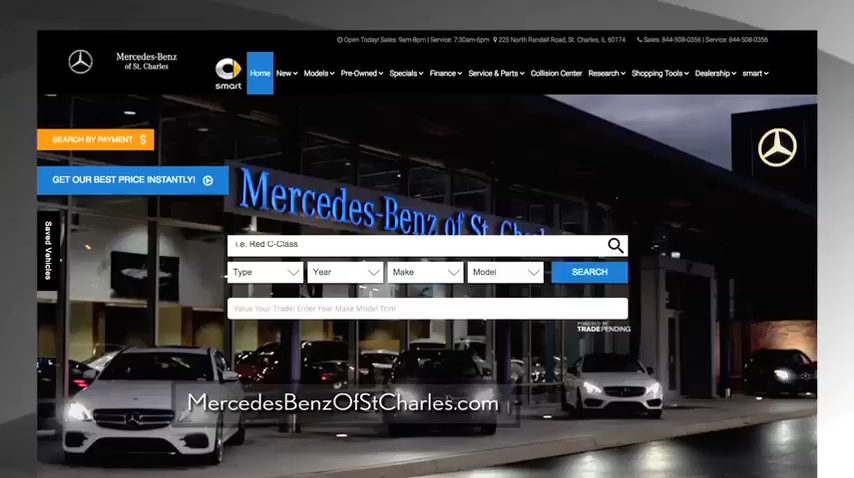 Open Today! Sales: 9am-8pm | Service: 7:30am-6pm 225 North Randall Road, St. Charles, IL 60174 Sales: 844-508-0356 | Service: 844-508-0356
Mercedes-Benz
of St. Charles
smart
Home New Models Pre-Owned Specials Finance Service & Parts Collision Center Research Shopping Tools Dealership smart
SEARCH BY PAYMENT $
GET OUR BEST PRICE INSTANTLY!
Mercedes-Benz of St. Charl
Saved Vehicles
i.e. Red C-Class
Type Year Make Model SEARCH
Value Your Trade! Enter Year Make Model Trim
POWERED BY
TRADEPENDING
MercedesBenzOfStCharles.com